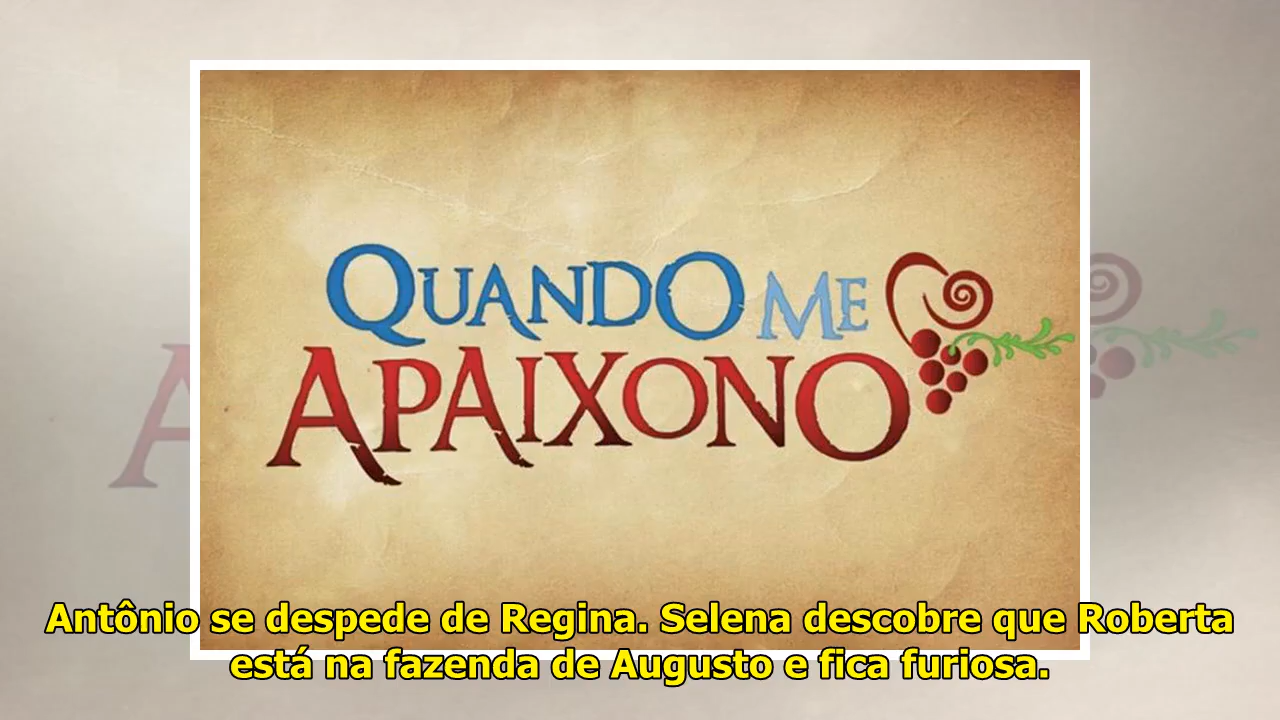 QUANDO ME
APAIXONO
Antônio se despede de Regina. Selena descobre que Roberta
está na fazenda de Augusto e fica furiosa.